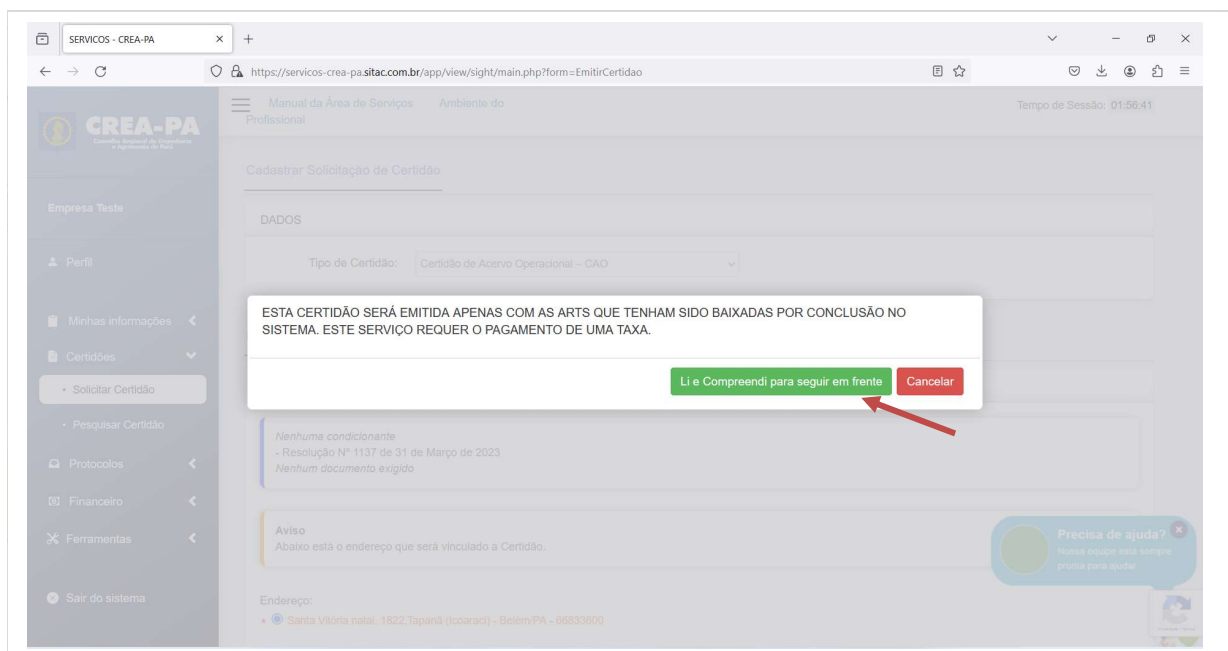 SERVICOS - CREA-PA
https://servicos-crea-pa.sitac.com.br/app/view/sight/main.php?form=EmitirCertidao
CREA-PA
Conselho Regional de Engenharia
e Agronomia do Pará
Manual da Área de Serviços Ambiente do
Profissional
Tempo de Sessão: 01:56:41
Cadastrar Solicitação de Certidão
Empresa Teste
DADOS
Perfil
Tipo de Certidão: Certidão de Acervo Operacional – CAO
ESTA CERTIDÃO SERÁ EMITIDA APENAS COM AS ARTS QUE TENHAM SIDO BAIXADAS POR CONCLUSÃO NO
SISTEMA. ESTE SERVIÇO REQUER O PAGAMENTO DE UMA TAXA.
Li e Compreendi para seguir em frente
Cancelar
Minhas informações
Certidões
Solicitar Certidão
Pesquisar Certidão
Protocolos
Financeiro
Ferramentas
Sair do sistema
Nenhuma condicionante
- Resolução Nº 1137 de 31 de Março de 2023
Nenhum documento exigido
Aviso
Abaixo está o endereço que será vinculado a Certidão.
Precisa de ajuda?
Nossa equipe está sempre
pronta para ajudar
Endereço:
Santa Vitória natal, 1822,Tapanã (Icoaraci) - Belém/PA - 66833600